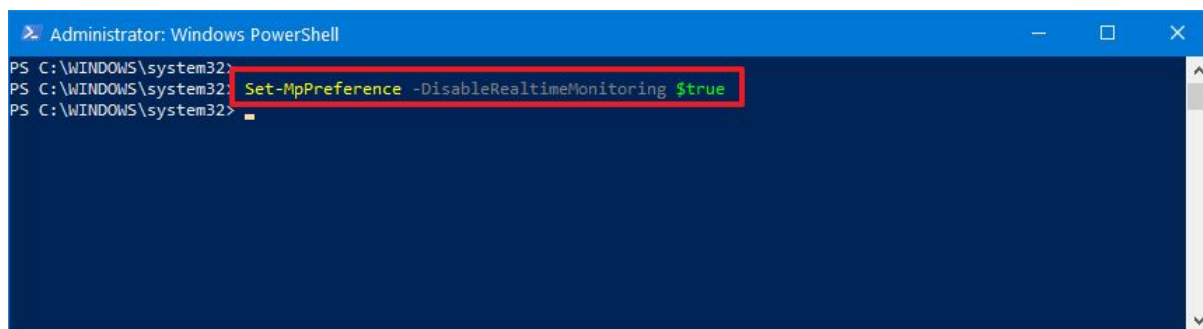 Administrator: Windows PowerShell
PS C:\WINDOWS\system32>
PS C:\WINDOWS\system32> Set-MpPreference -DisableRealtimeMonitoring $true
PS C:\WINDOWS\system32>